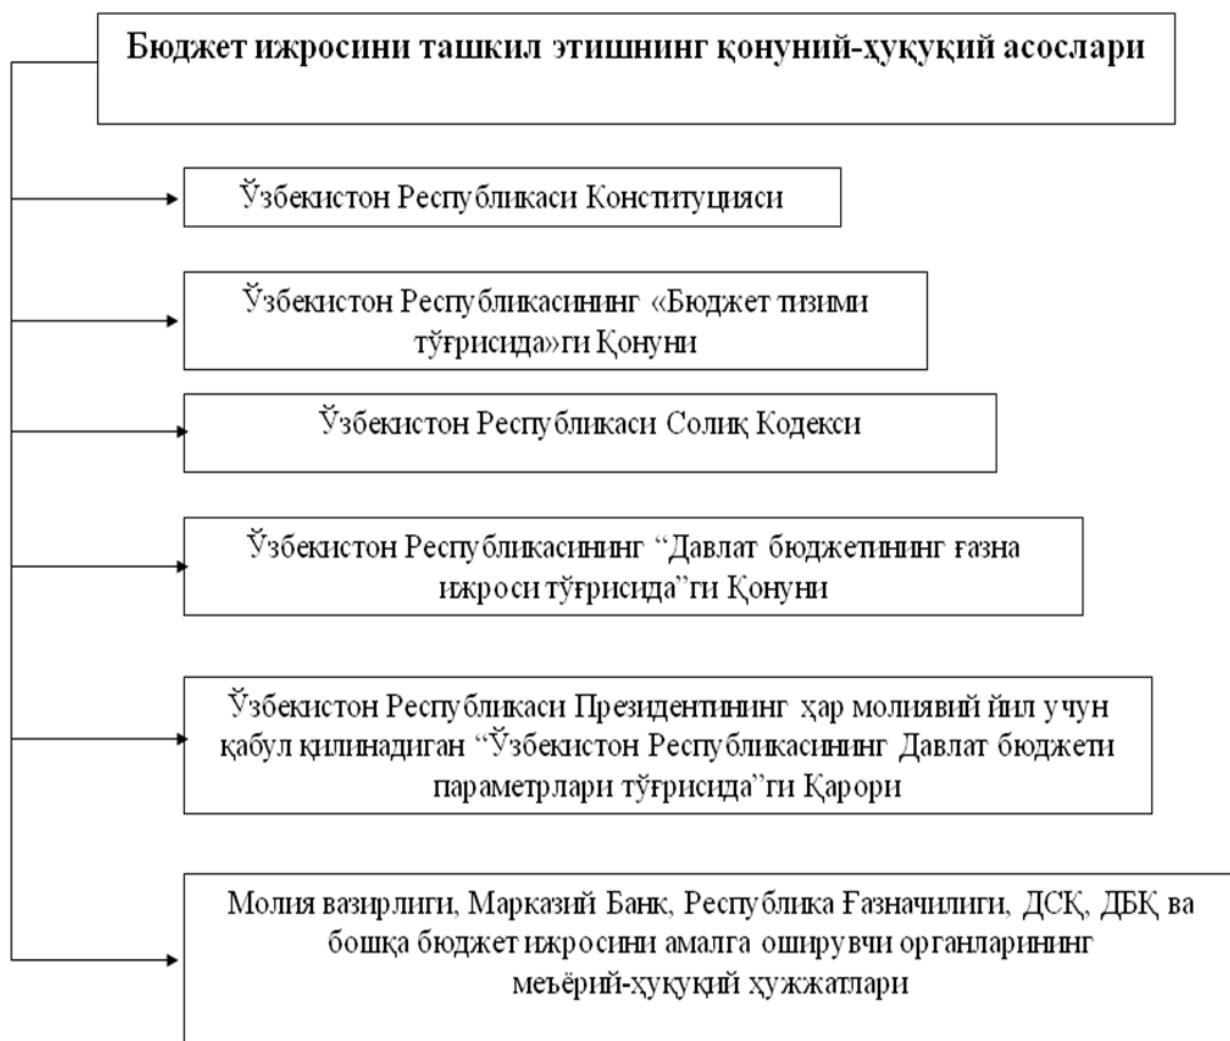 Бюджет ижросини ташкил этишнинг қонуний-ҳуқуқий асослари
Ўзбекистон Республикаси Конституцияси
Ўзбекистон Республикасининг «Бюджет тизими
тўғрисида»ги Қонуни
Ўзбекистон Республикаси Солиқ Кодекси
Ўзбекистон Республикасининг “Давлат бюджетининг ғазна
ижроси тўғрисида”ги Қонуни
Ўзбекистон Республикаси Президентининг ҳар молиявий йил учун
қабул қилинадиган “Ўзбекистон Республикасининг Давлат бюджети
параметрлари тўғрисида”ги Қарори
Молия вазирлиги, Марказий Банк, Республика Ғазначилиги, ДСҚ, ДБҚ ва
бошқа бюджет ижросини амалга оширувчи органларининг
меъёрий-ҳуқуқий ҳужжатлари